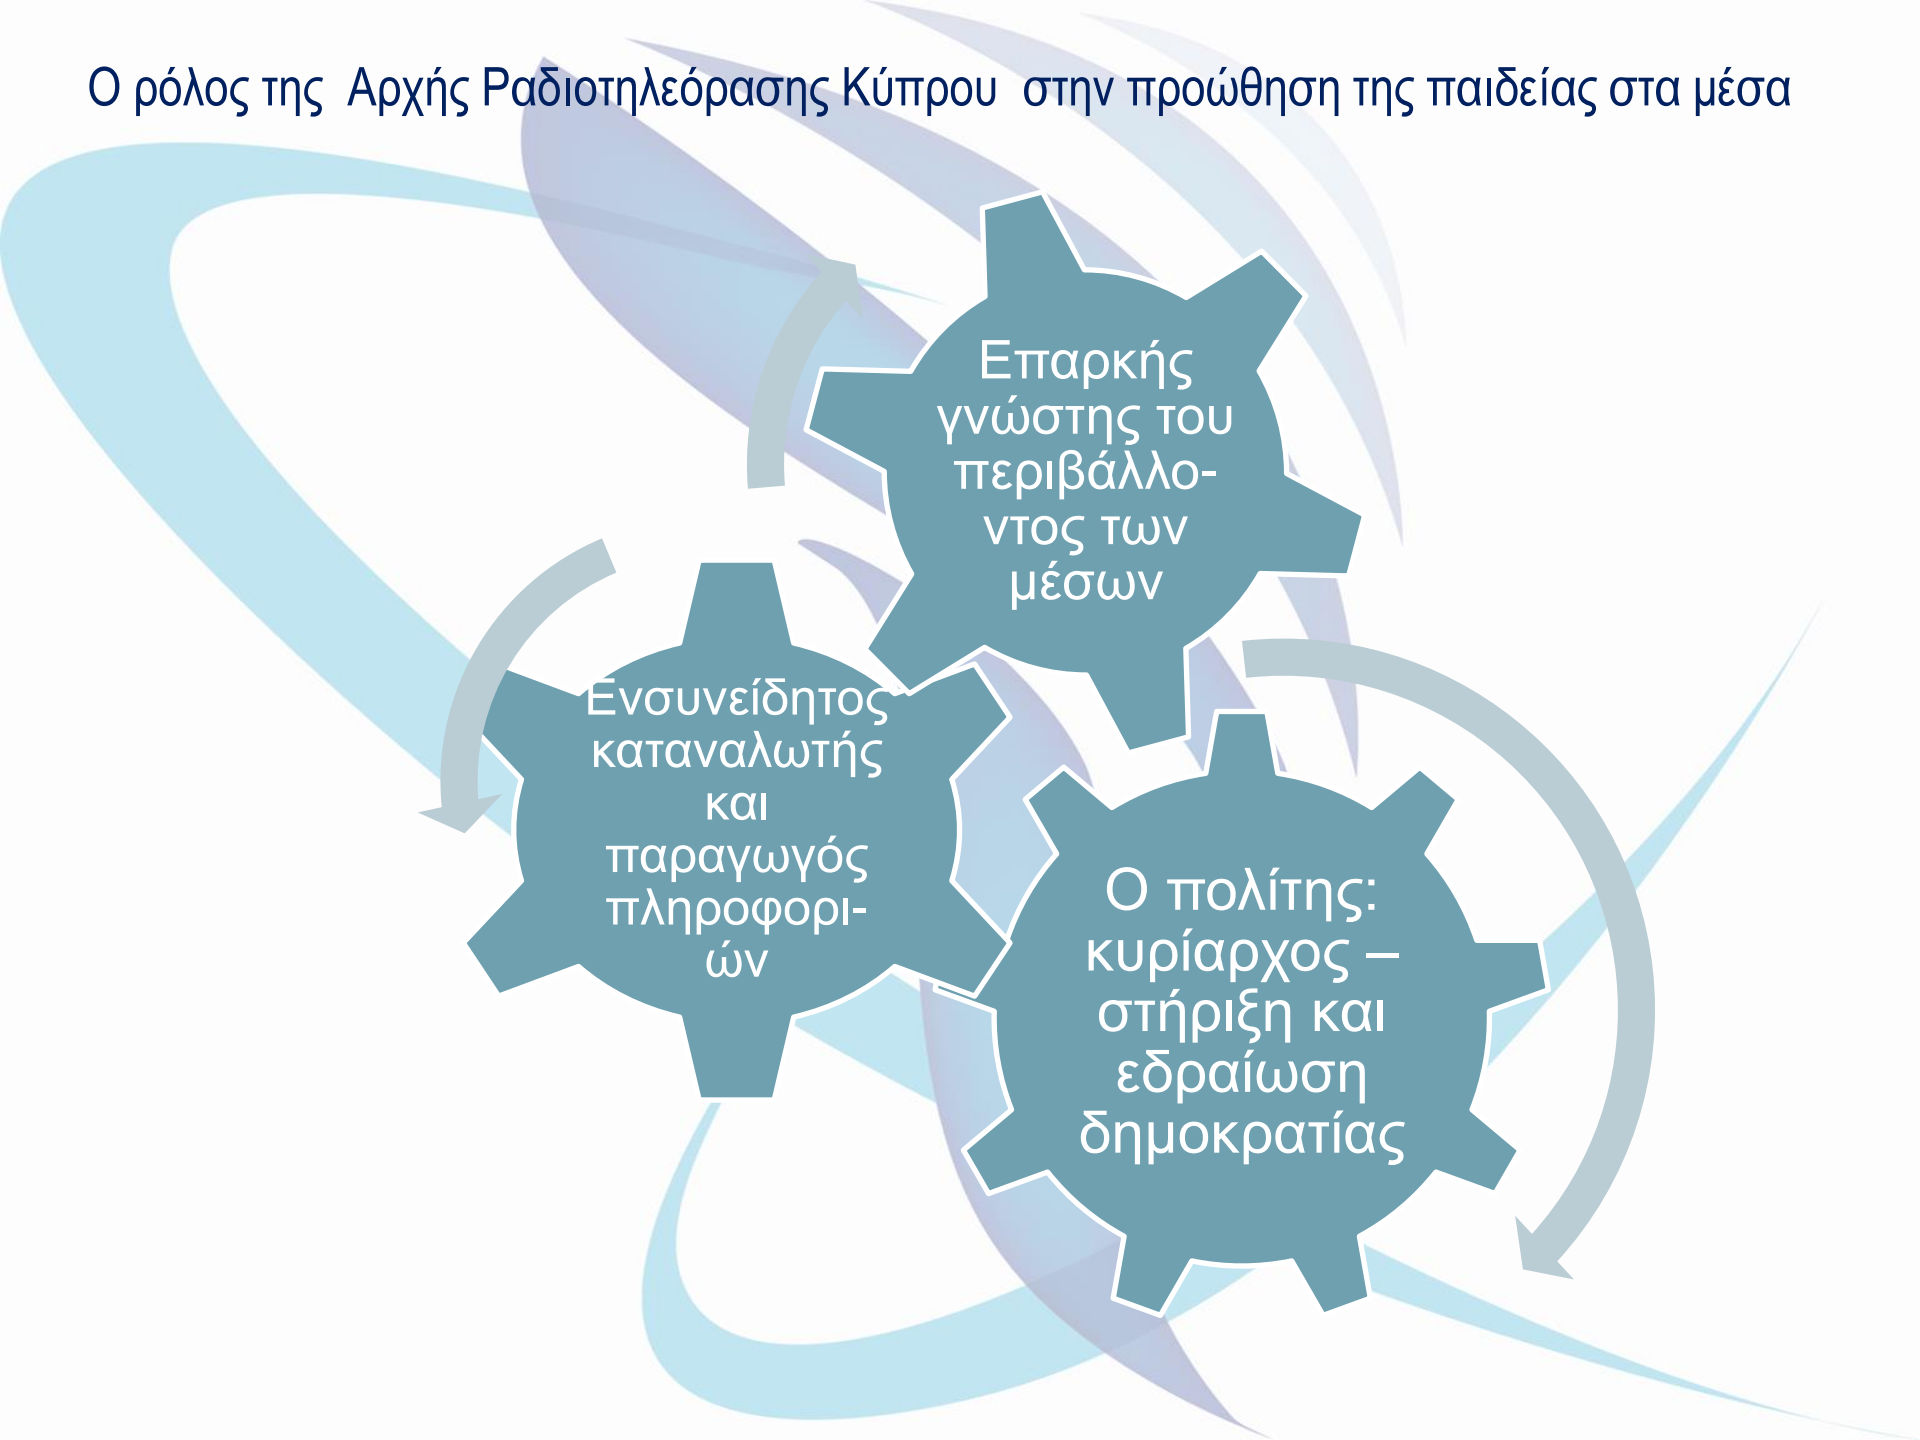 Ο ρόλος της  Αρχής Ραδιοτηλεόρασης Κύπρου  στην προώθηση της παιδείας στα μέσα
Επαρκής
γνώστης του
περιβάλλο-
ντος των
μέσων
Ενσυνείδητος
καταναλωτής
και
παραγωγός
πληροφορι-
ών
Ο πολίτης:
κυρίαρχος –
στήριξη και
εδραίωση
δημοκρατίας